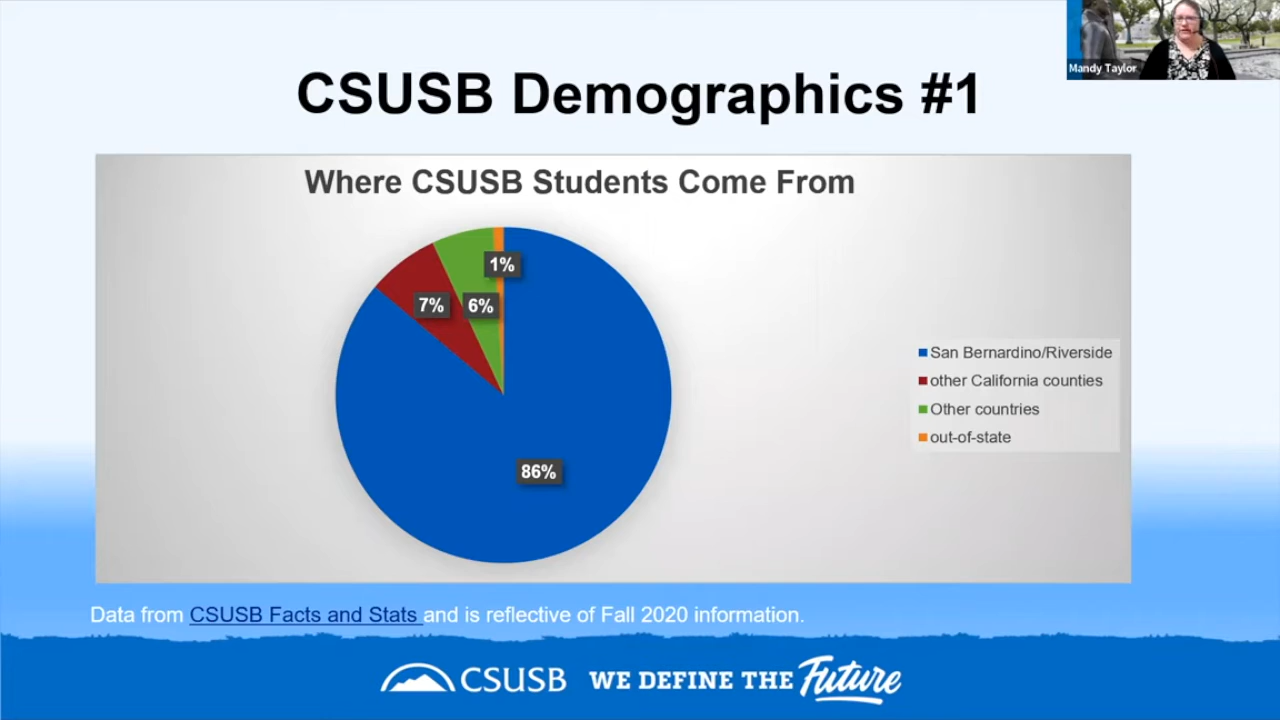 Mandy Taylor
CSUSB Demographics #1
Where CSUSB Students Come From
1%
7%
6%
86%
San Bernardino/Riverside
other California counties
Other countries
out-of-state
Data from CSUSB Facts and Stats and is reflective of Fall 2020 information.
CSUSB WE DEFINE THE Future